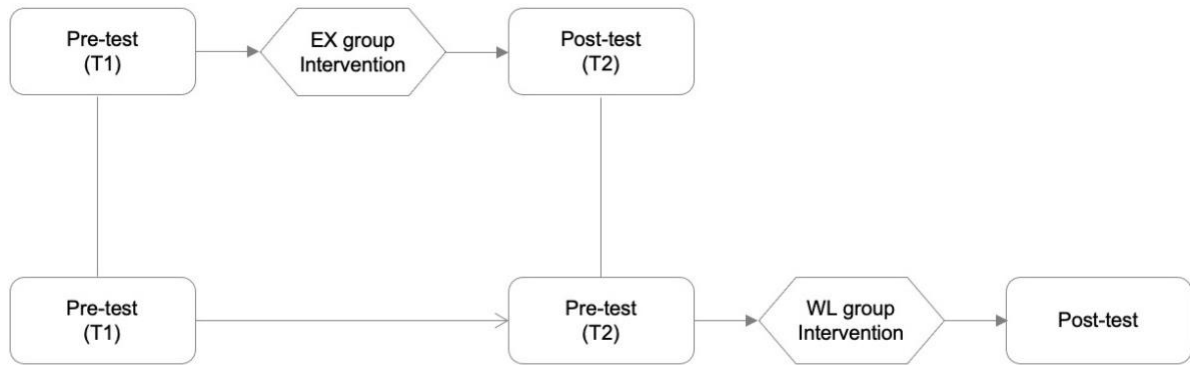 Pre-test
(T1)
EX group
Intervention
Post-test
(T2)
Pre-test
(T1)
Pre-test
(T2)
WL group
Intervention
Post-test